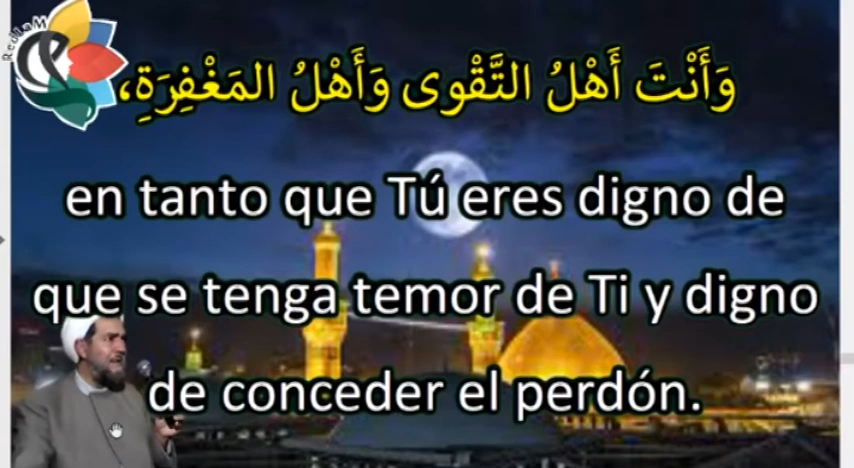 RedIslaM
وَأَنْتَ أَهْلُ التَّقْوى وَأَهْلُ المَغْفِرَةِ،
en tanto que Tú eres digno de
que se tenga temor de Ti y digno
de conceder el perdón.